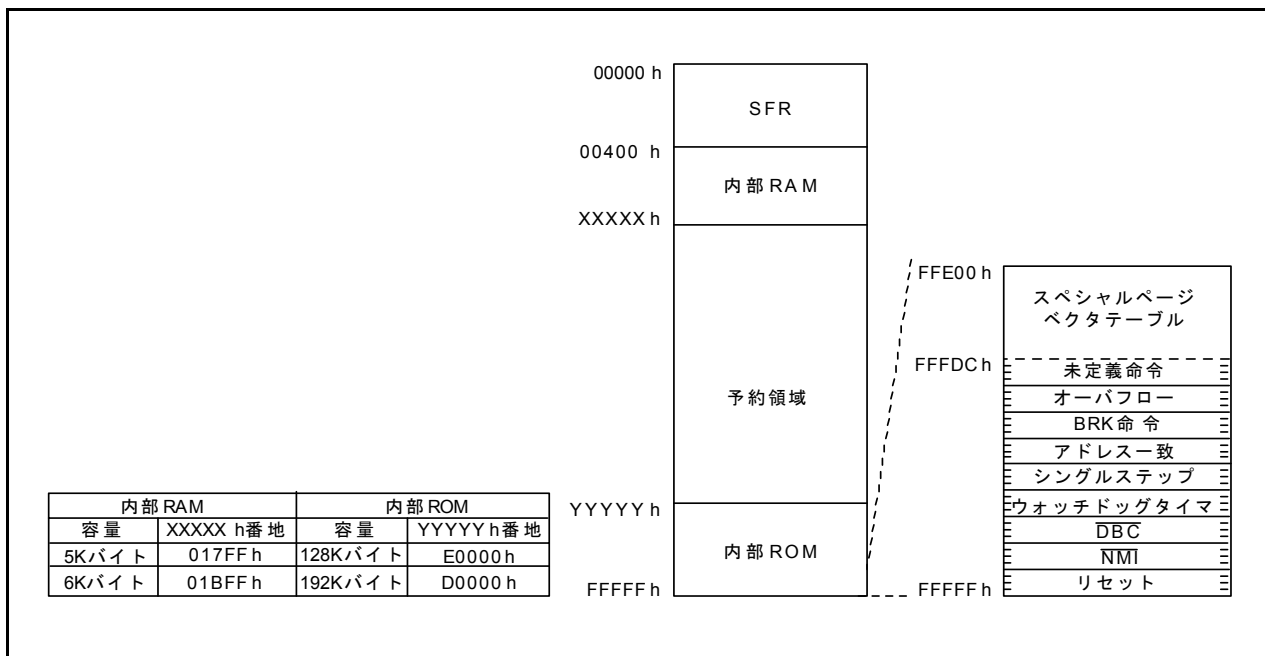 00000 h
SFR
00400 h
内部RAM
XXXXX h
予約領域
YYYYY h
内部ROM
FFFFF h
FFE00 h
スペシャルページ
ベクタテーブル
FFFDC h
未定義命令
オーバフロー
BRK命令
アドレス一致
シングルステップ
ウォッチドッグタイマ
DBC
NMI
リセット
FFFFF h
内部RAM 内部ROM
容量 XXXXX h番地 容量 YYYYY h番地
5Kバイト 017FF h 128Kバイト E0000 h
6Kバイト 01BFF h 192Kバイト D0000 h